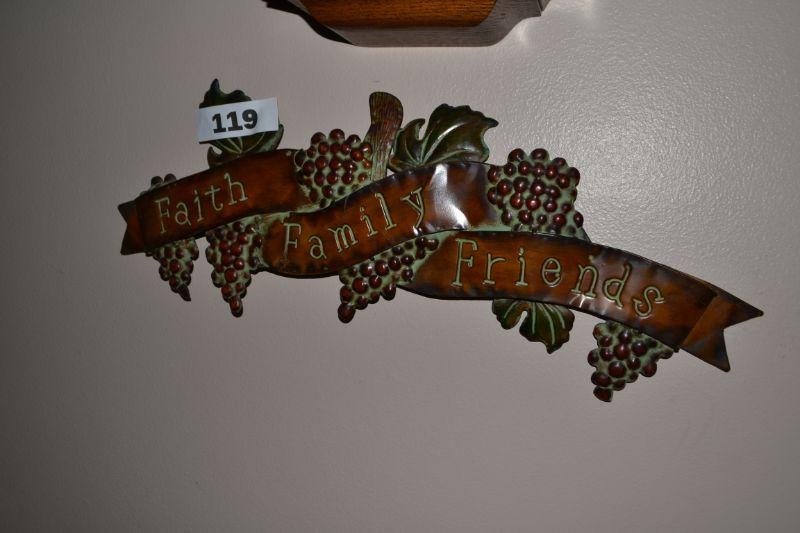 119
Faith
Family
Friends